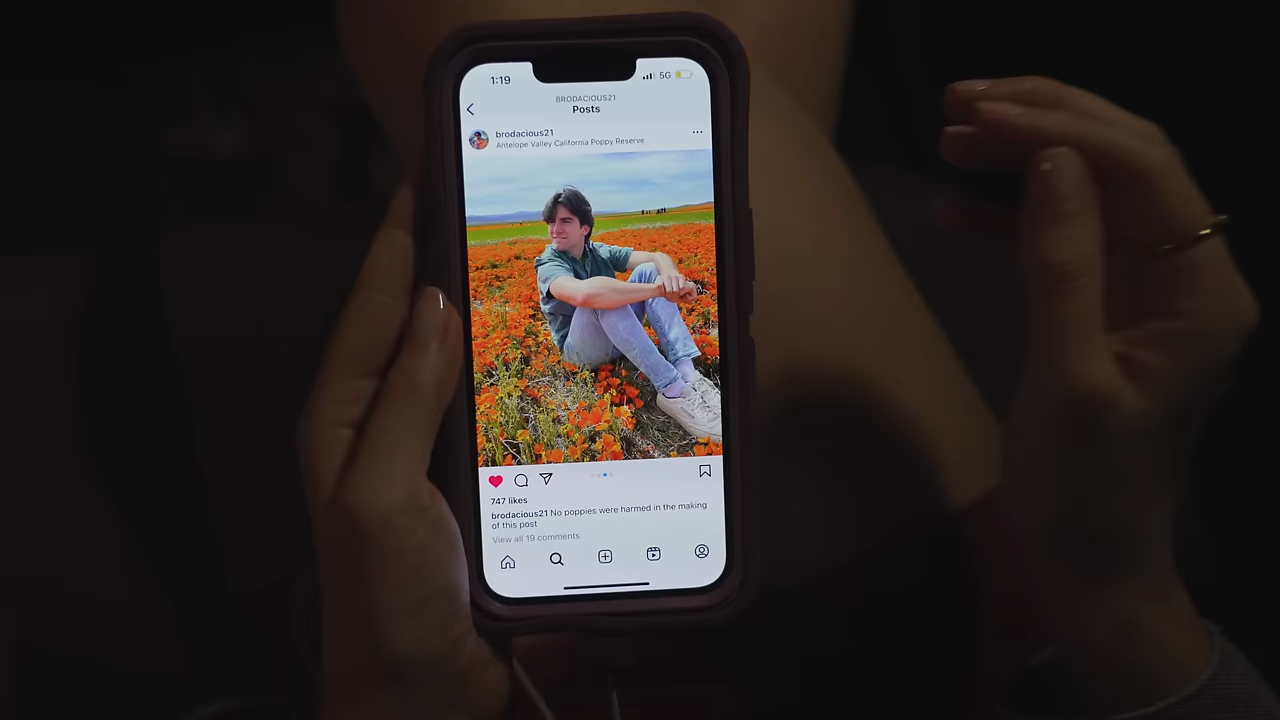 1:19
5G
BRODACIOUS21
Posts
brodacious21
Antelope Valley California Poppy Reserve
747 likes
brodacious21 No poppies were harmed in the making
of this post
View all 19 comments